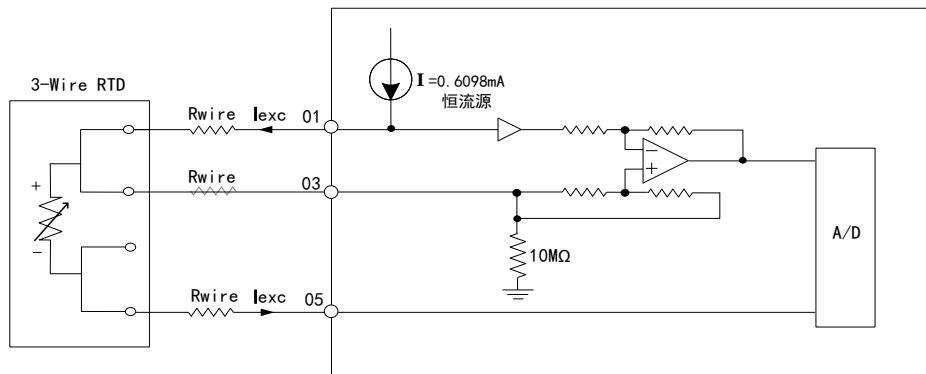 3-Wire RTD
I=0.6098mA
恒流源
Rwire Iexc 01
Rwire 03
+
−
−
+
10MΩ
A/D
Rwire Iexc 05